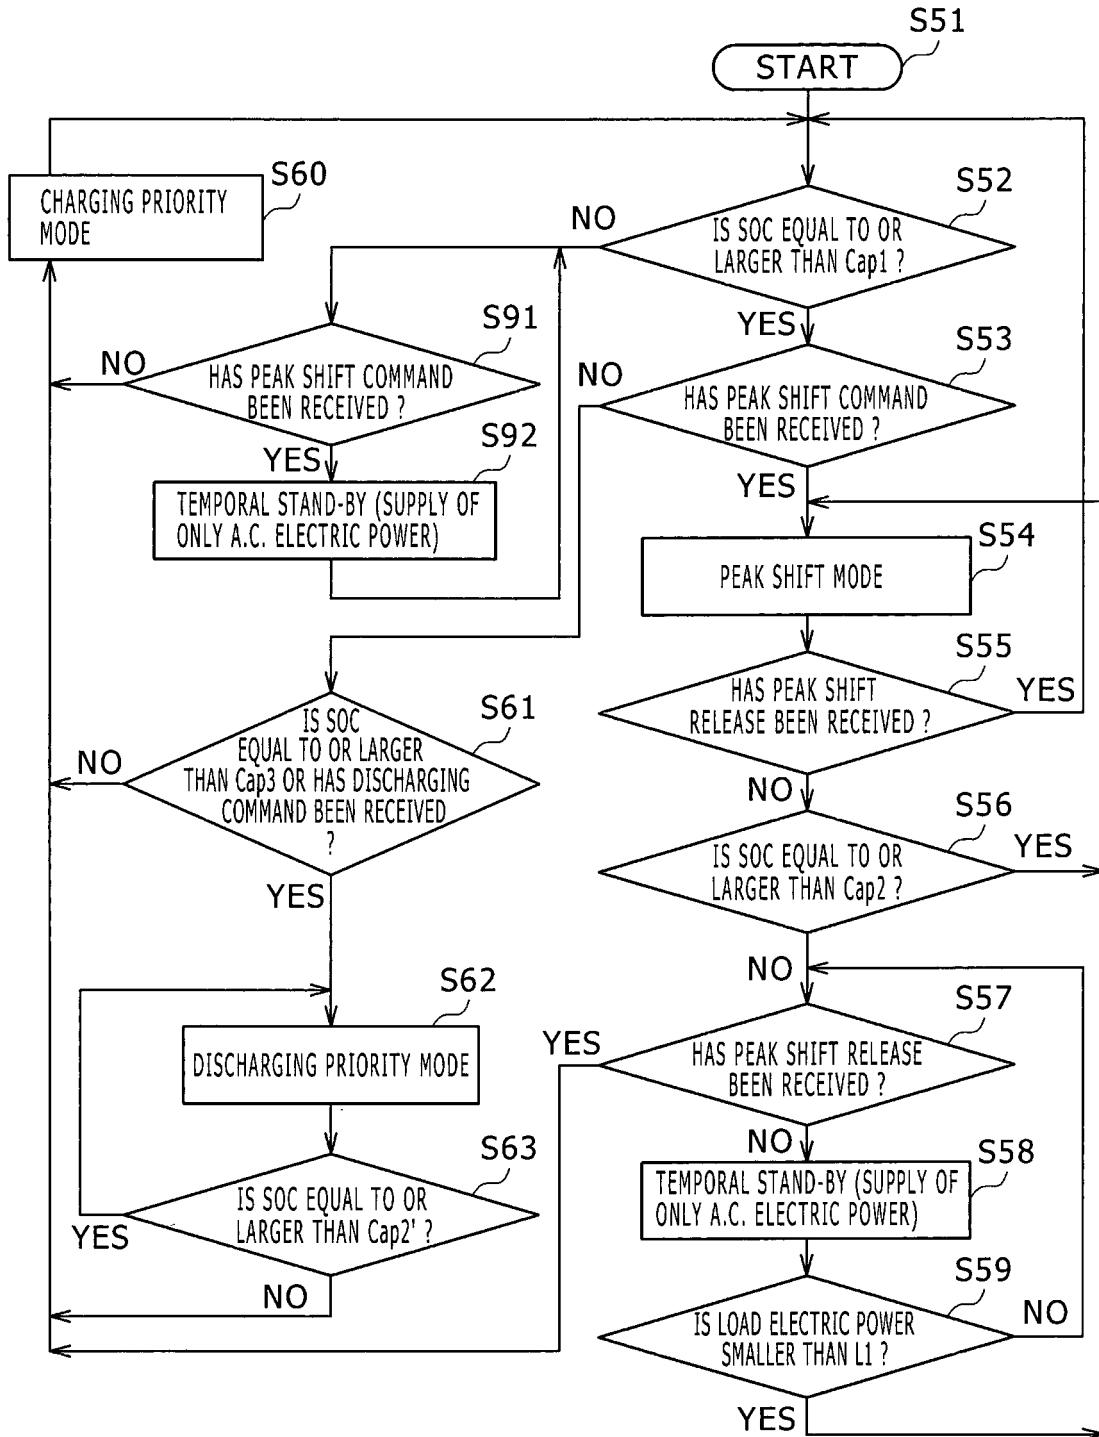 S51
START
S60
CHARGING PRIORITY
MODE
S52
NO
IS SOC EQUAL TO OR
LARGER THAN Cap1 ?
YES
S91
NO
HAS PEAK SHIFT COMMAND
BEEN RECEIVED ?
YES
S53
NO
HAS PEAK SHIFT COMMAND
BEEN RECEIVED ?
YES
S92
TEMPORAL STAND-BY (SUPPLY OF
ONLY A.C. ELECTRIC POWER)
S54
PEAK SHIFT MODE
S55
HAS PEAK SHIFT
RELEASE BEEN RECEIVED ?
YES
NO
S61
IS SOC
EQUAL TO OR LARGER
THAN Cap3 OR HAS DISCHARGING
COMMAND BEEN RECEIVED
?
NO
YES
S56
IS SOC EQUAL TO OR
LARGER THAN Cap2 ?
YES
NO
S62
DISCHARGING PRIORITY MODE
S57
YES
HAS PEAK SHIFT RELEASE
BEEN RECEIVED ?
NO
S63
IS SOC EQUAL TO OR
LARGER THAN Cap2' ?
YES
NO
S58
TEMPORAL STAND-BY (SUPPLY OF
ONLY A.C. ELECTRIC POWER)
S59
IS LOAD ELECTRIC POWER
SMALLER THAN L1 ?
NO
YES